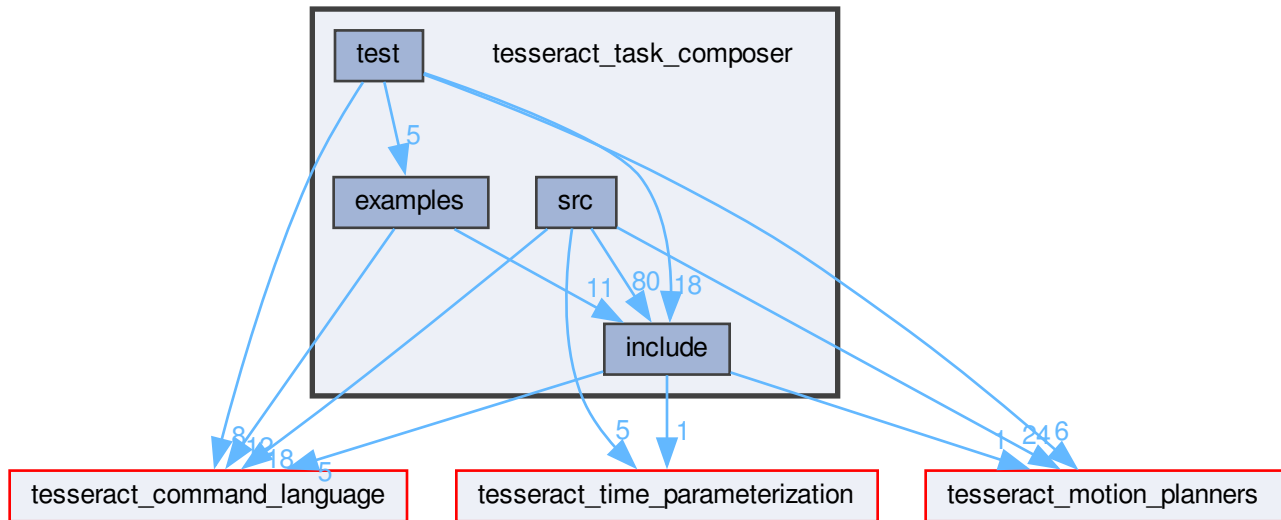 test
tesseract_task_composer
5
examples
src
11
80
18
include
8
12
18
5
5
1
1
24
6
tesseract_command_language
tesseract_time_parameterization
tesseract_motion_planners